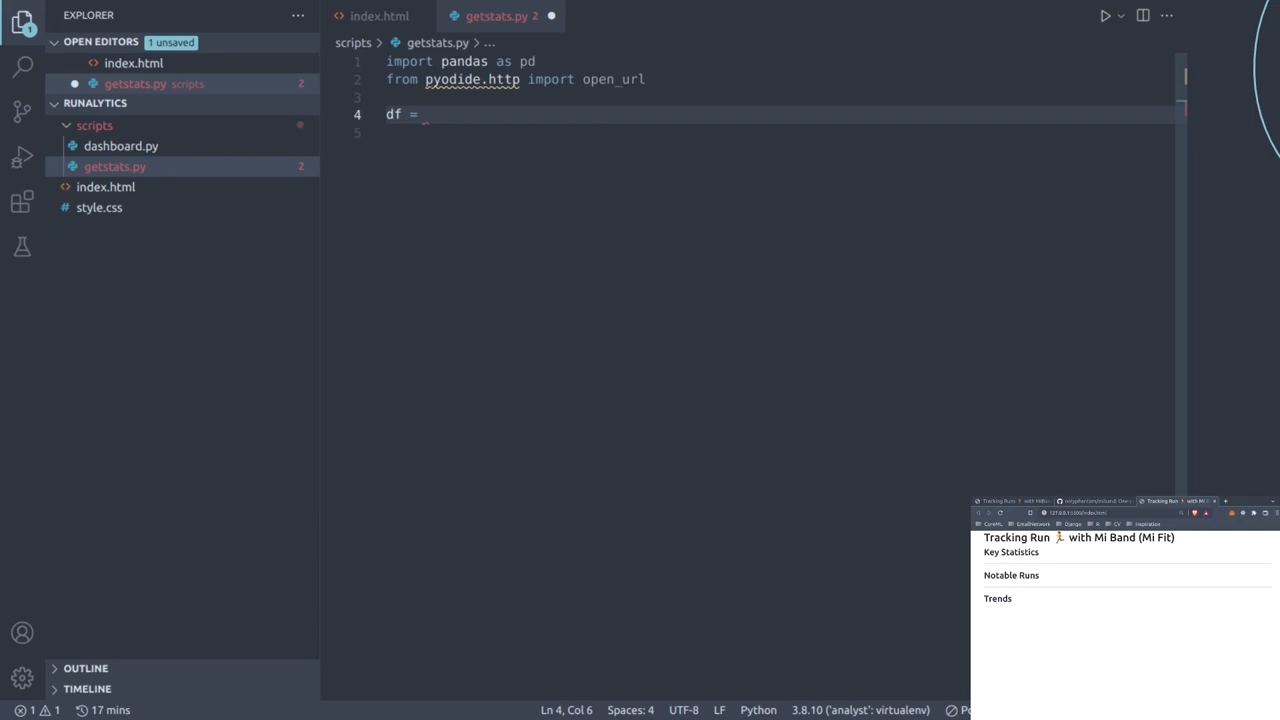 EXPLORER
OPEN EDITORS 1 unsaved
index.html
getstats.py scripts 2
RUNALYTICS
scripts
dashboard.py
getstats.py 2
index.html
style.css
OUTLINE
TIMELINE
index.html getstats.py 2
scripts > getstats.py > ...
1 import pandas as pd
2 from pyodide.http import open_url
3
4 df =
5
Tracking Run 🏃 with Mi Band (Mi Fit)
Key Statistics
Notable Runs
Trends
1 1 17 mins Ln 4, Col 6 Spaces: 4 UTF-8 LF Python 3.8.10 ('analyst': virtualenv)